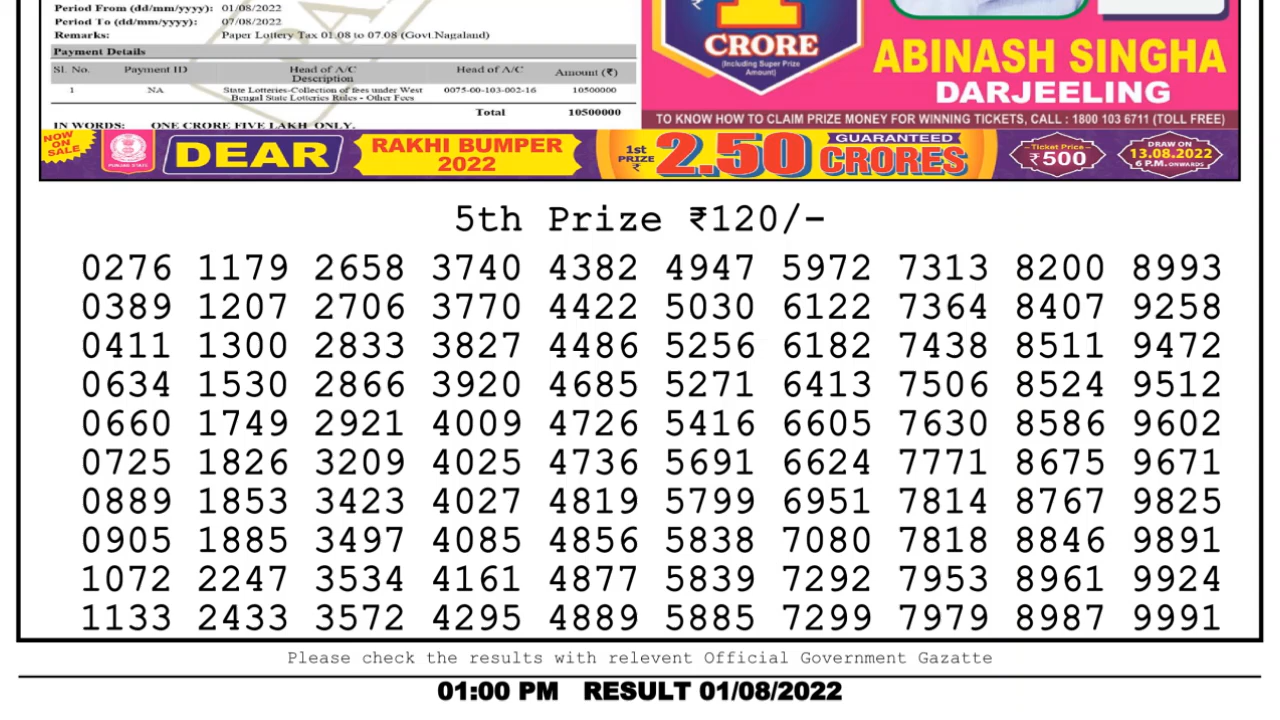 Period From (dd/mm/yyyy): 01/08/2022
Period To (dd/mm/yyyy): 07/08/2022
Remarks: Paper Lottery Tax 01.08 to 07.08 (Govt.Nagaland)
Payment Details
Sl. No. Payment ID Head of A/C Description Head of A/C Amount (₹)
1 NA State Lotteries-Collection of fees under West Bengal State Lotteries Rules - Other Fees 0075-00-103-002-16 10500000
Total 10500000
IN WORDS: ONE CRORE FIVE LAKH ONLY.
₹ 1
CRORE
(Including Super Prize
Amount)
ABINASH SINGHA
DARJEELING
TO KNOW HOW TO CLAIM PRIZE MONEY FOR WINNING TICKETS, CALL : 1800 103 6711 (TOLL FREE)
NOW ON SALE
DEAR
RAKHI BUMPER
2022
1st PRIZE ₹ 2.50 GUARANTEED CRORES
Ticket Price
₹500
DRAW ON
13.08.2022
6 P.M. ONWARDS
5th Prize ₹120/-
0276 1179 2658 3740 4382 4947 5972 7313 8200 8993
0389 1207 2706 3770 4422 5030 6122 7364 8407 9258
0411 1300 2833 3827 4486 5256 6182 7438 8511 9472
0634 1530 2866 3920 4685 5271 6413 7506 8524 9512
0660 1749 2921 4009 4726 5416 6605 7630 8586 9602
0725 1826 3209 4025 4736 5691 6624 7771 8675 9671
0889 1853 3423 4027 4819 5799 6951 7814 8767 9825
0905 1885 3497 4085 4856 5838 7080 7818 8846 9891
1072 2247 3534 4161 4877 5839 7292 7953 8961 9924
1133 2433 3572 4295 4889 5885 7299 7979 8987 9991
Please check the results with relevent Official Government Gazatte
01:00 PM RESULT 01/08/2022